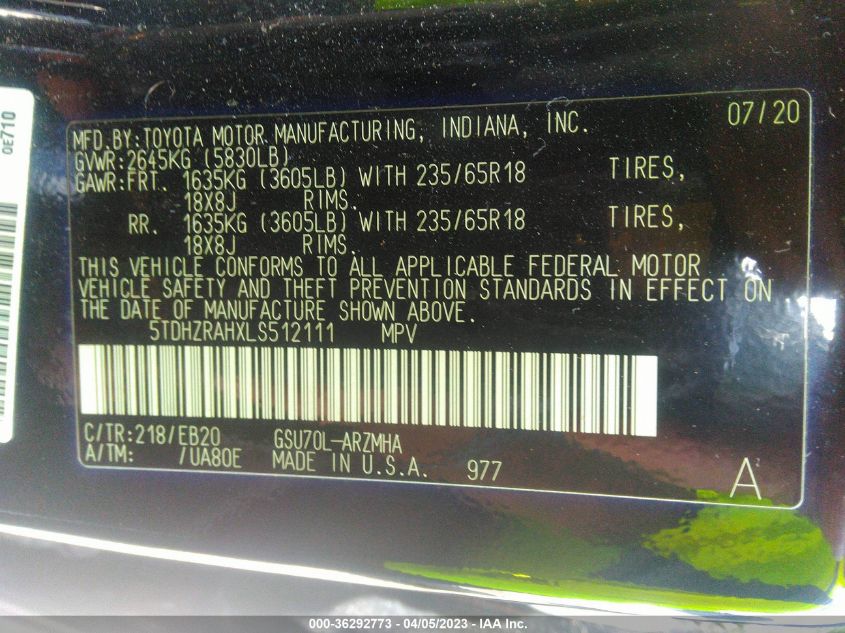 0E710
07/20
MFD.BY:TOYOTA MOTOR MANUFACTURING, INDIANA, INC.
GVWR:2645KG (5830LB)
GAWR:FRT. 1635KG (3605LB) WITH 235/65R18 TIRES,
18X8J RIMS.
RR. 1635KG (3605LB) WITH 235/65R18 TIRES,
18X8J RIMS.
THIS VEHICLE CONFORMS TO ALL APPLICABLE FEDERAL MOTOR
VEHICLE SAFETY AND THEFT PREVENTION STANDARDS IN EFFECT ON
THE DATE OF MANUFACTURE SHOWN ABOVE.
5TDHZRAHXLS512111 MPV
C/TR:218/EB20 GSU70L-ARZMHA
A/TM: /UA80E MADE IN U.S.A. 977
A
000-36292773 - 04/05/2023 - IAA Inc.